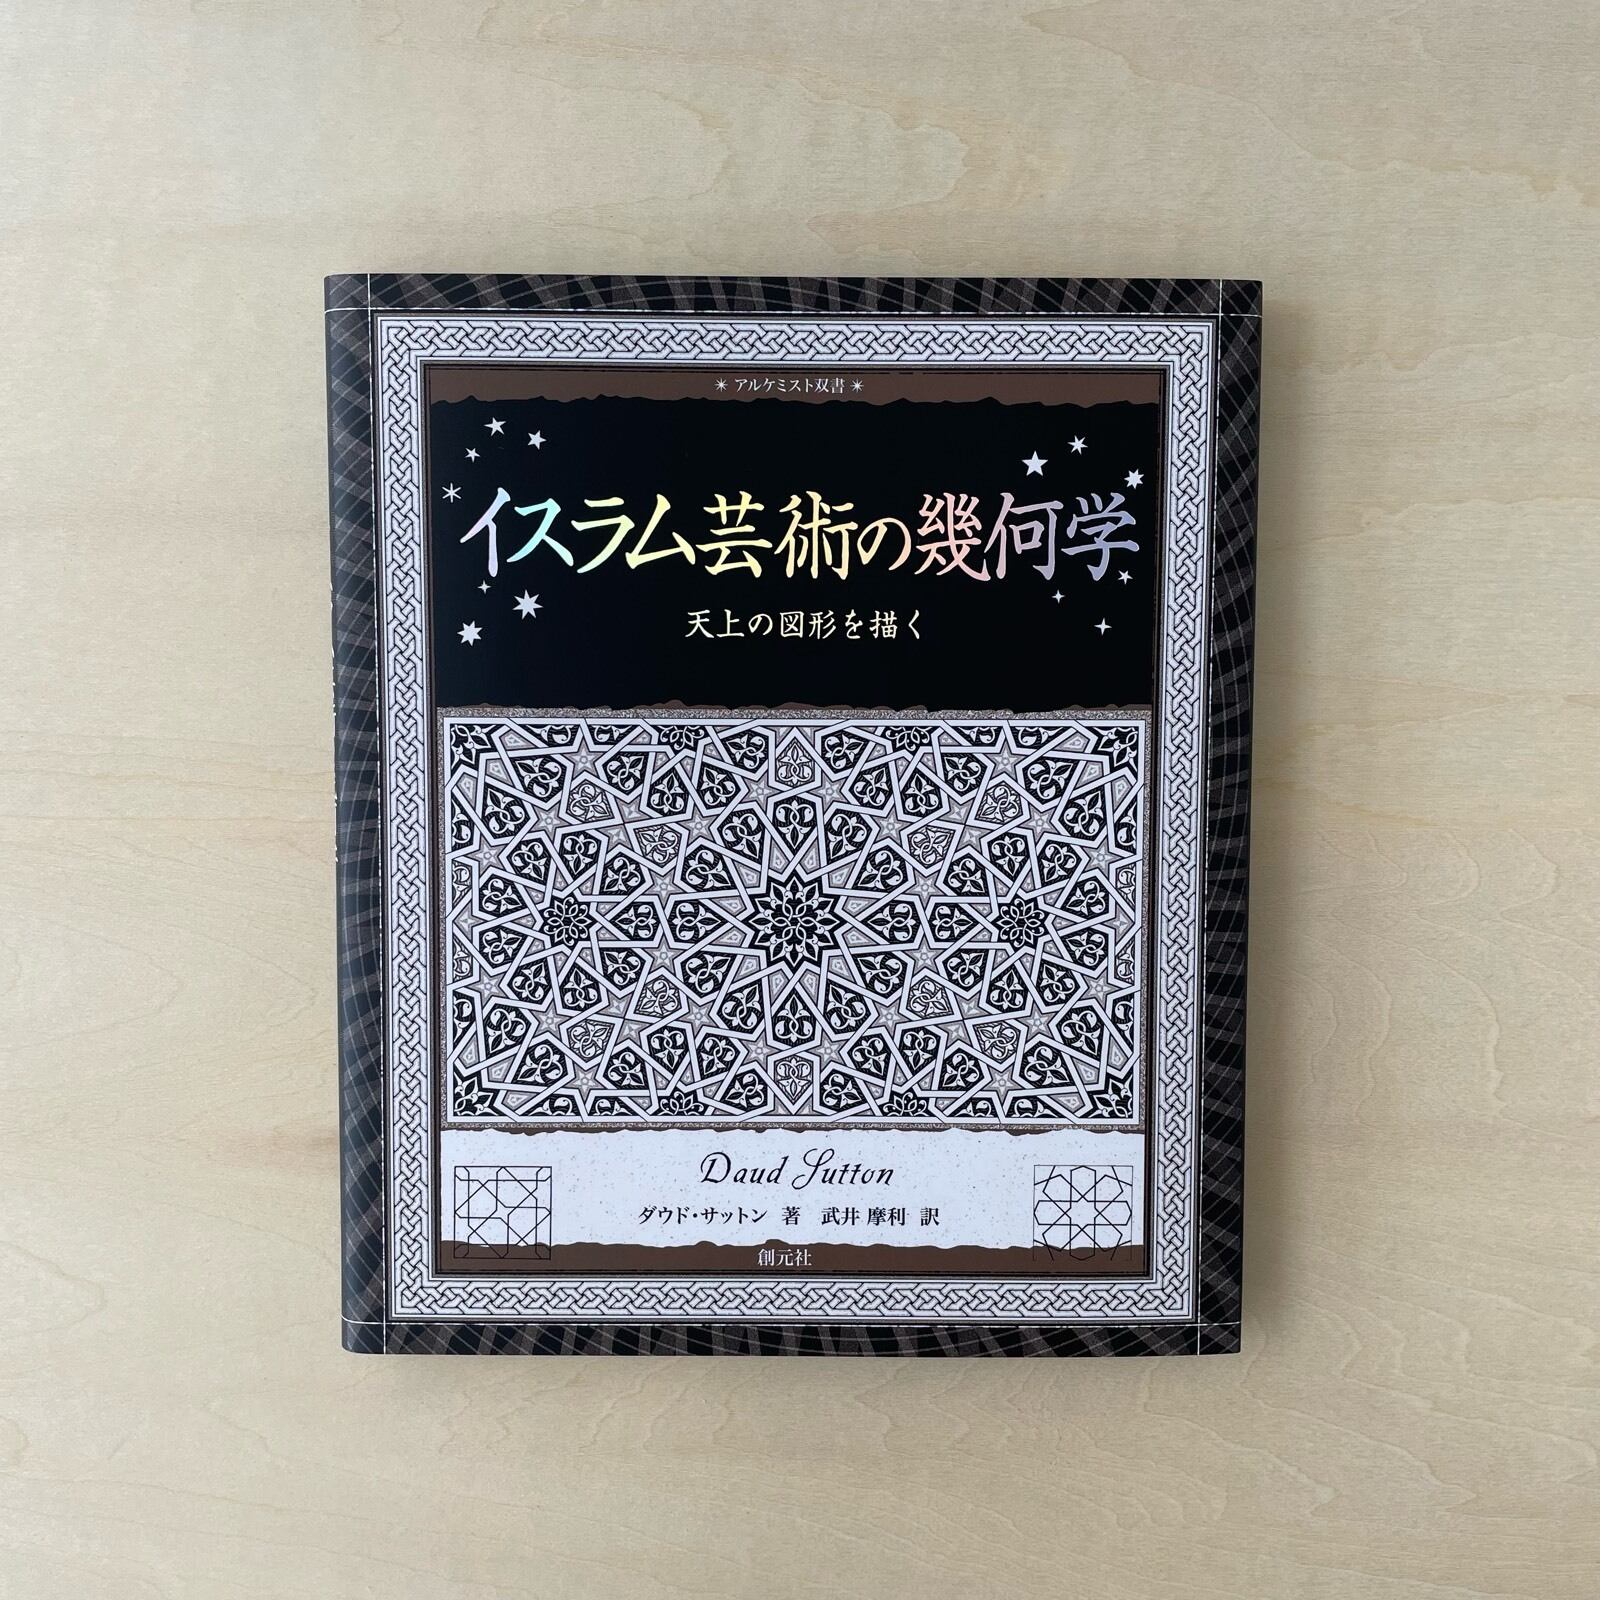 アルケミスト双書
イスラム芸術の幾何学
天上の図形を描く
Daud Sutton
ダウド・サットン 著 武井 摩利 訳
創元社